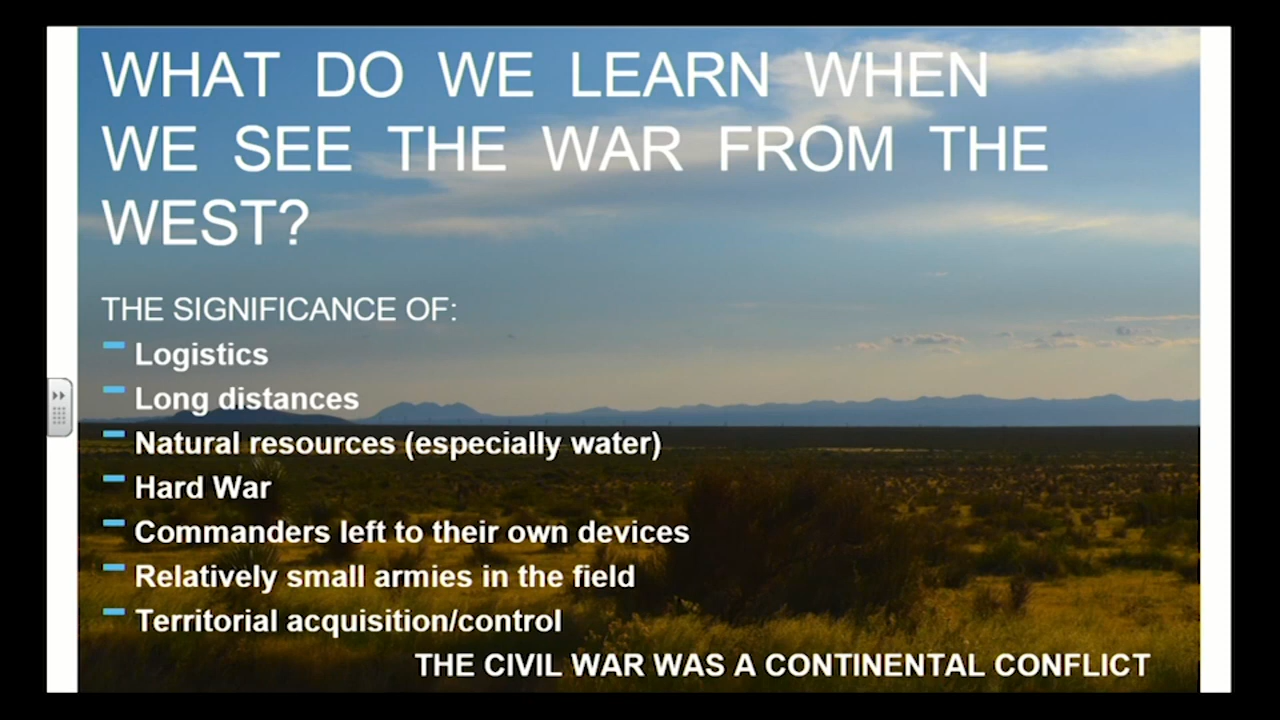 WHAT DO WE LEARN WHEN
WE SEE THE WAR FROM THE
WEST?
THE SIGNIFICANCE OF:
Logistics
Long distances
Natural resources (especially water)
Hard War
Commanders left to their own devices
Relatively small armies in the field
Territorial acquisition/control
THE CIVIL WAR WAS A CONTINENTAL CONFLICT